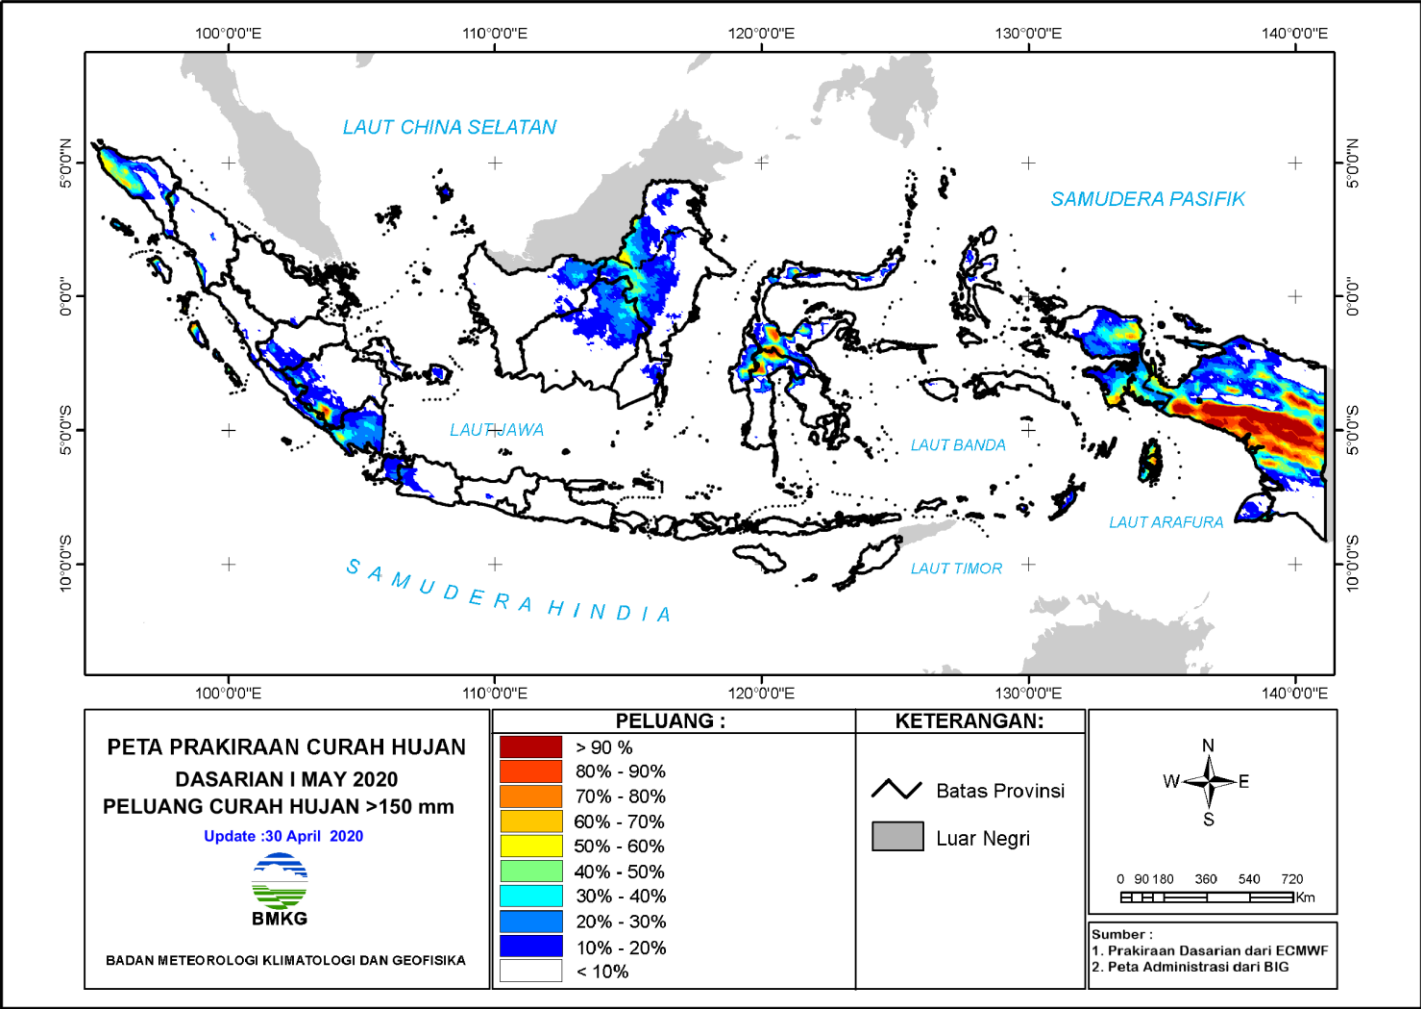 100°0'0"E 110°0'0"E 120°0'0"E 130°0'0"E 140°0'0"E
LAUT CHINA SELATAN
5°0'0"N 5°0'0"N
SAMUDERA PASIFIK
0°0'0" 0°0'0"
5°0'0"S 5°0'0"S
LAUT JAWA
LAUT BANDA
LAUT ARAFURA
10°0'0"S 10°0'0"S
LAUT TIMOR
SAMUDERA HINDIA
100°0'0"E 110°0'0"E 120°0'0"E 130°0'0"E 140°0'0"E
PETA PRAKIRAAN CURAH HUJAN
DASARIAN I MAY 2020
PELUANG CURAH HUJAN >150 mm
Update :30 April 2020
BMKG
BADAN METEOROLOGI KLIMATOLOGI DAN GEOFISIKA
PELUANG :
> 90 %
80% - 90%
70% - 80%
60% - 70%
50% - 60%
40% - 50%
30% - 40%
20% - 30%
10% - 20%
< 10%
KETERANGAN:
Batas Provinsi
Luar Negri
N
W E
S
0 90 180 360 540 720
Km
Sumber :
1. Prakiraan Dasarian dari ECMWF
2. Peta Administrasi dari BIG